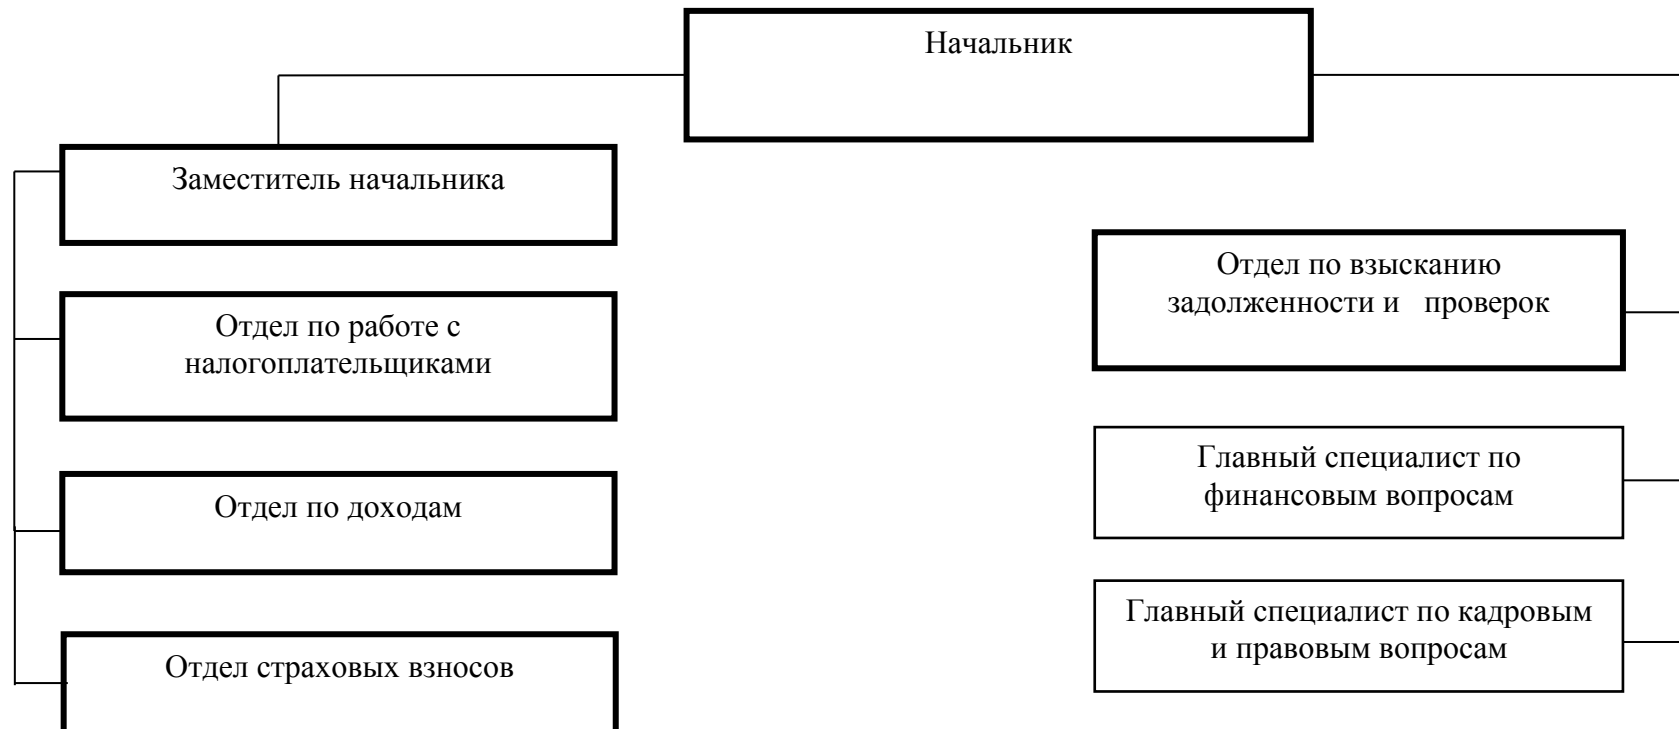 Начальник
Заместитель начальника
Отдел по работе с
налогоплательщиками
Отдел по доходам
Отдел страховых взносов
Отдел по взысканию
задолженности и проверок
Главный специалист по
финансовым вопросам
Главный специалист по кадровым
и правовым вопросам